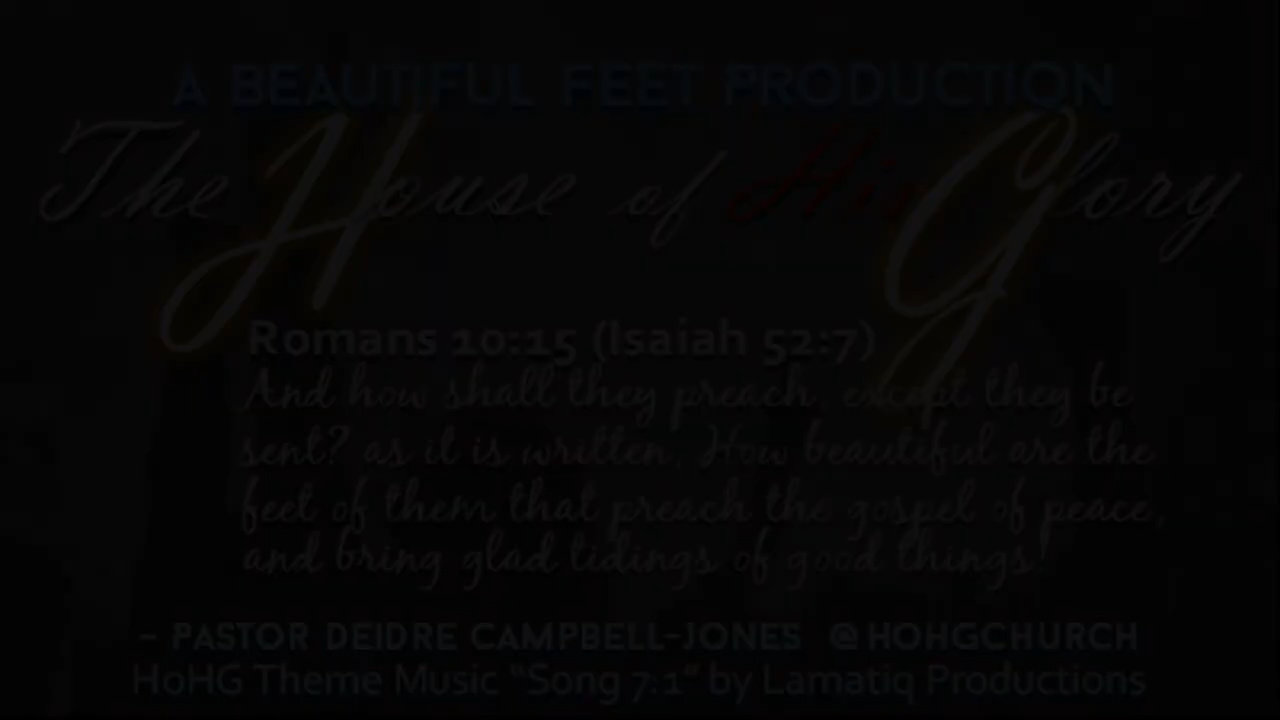 A BEAUTIFUL FEET PRODUCTION
The House of His Glory
Romans 10:15 (Isaiah 52:7)
And how shall they preach, except they be
sent? as it is written, How beautiful are the
feet of them that preach the gospel of peace,
and bring glad tidings of good things!
- PASTOR DEIDRE CAMPBELL-JONES @HOHGCHURCH
HoHG Theme Music "Song 7:1" by Lamatiq Productions